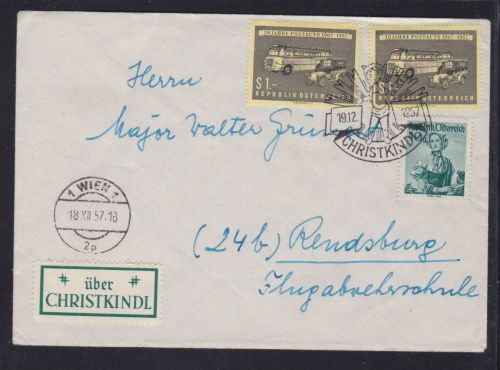 50 JAHRE POSTAUTO 1907-1957
S 1.-
REPUBLIK ÖSTERREICH
50 JAHRE POSTAUTO 1907-1957
S 1.-
REPUBLIK ÖSTERREICH
Herrn
Major Walter
19.12. 1957
CHRISTKINDL
Republik Österreich
1 WIEN 1
18.XII.57.-18
2p
(24b) Rendsburg
Flugabwehrschule
über
CHRISTKINDL